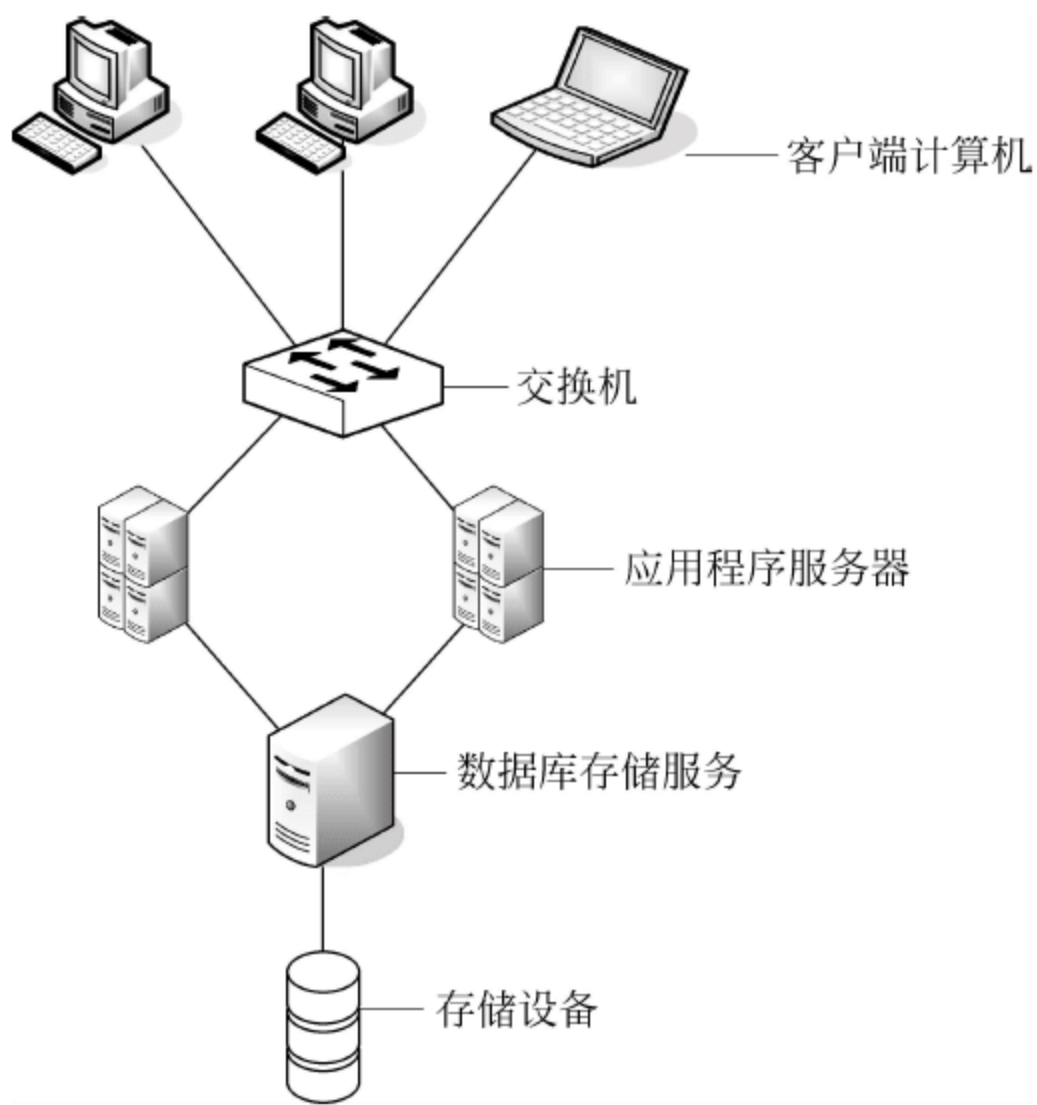 客户端计算机
交换机
应用程序服务器
数据库存储服务
存储设备